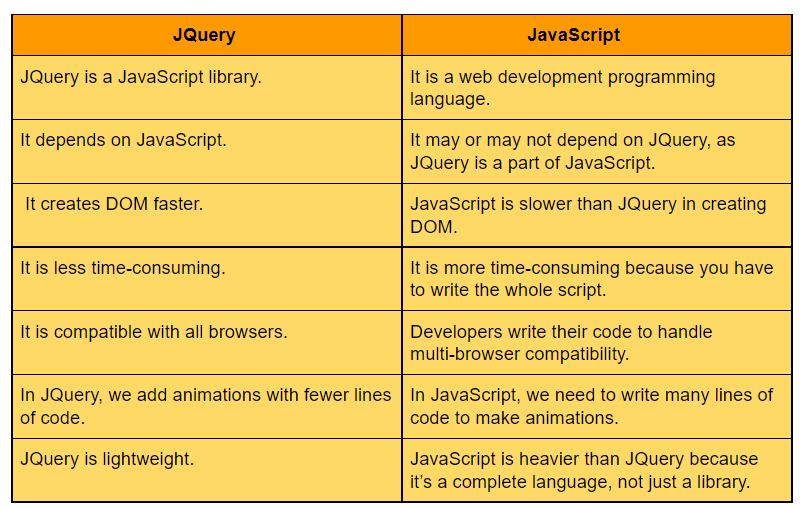 JQuery
JavaScript
JQuery is a JavaScript library.
It is a web development programming
language.
It depends on JavaScript.
It may or may not depend on JQuery, as
JQuery is a part of JavaScript.
It creates DOM faster.
JavaScript is slower than JQuery in creating
DOM.
It is less time-consuming.
It is more time-consuming because you have
to write the whole script.
It is compatible with all browsers.
Developers write their code to handle
multi-browser compatibility.
In JQuery, we add animations with fewer lines
of code.
In JavaScript, we need to write many lines of
code to make animations.
JQuery is lightweight.
JavaScript is heavier than JQuery because
it’s a complete language, not just a library.